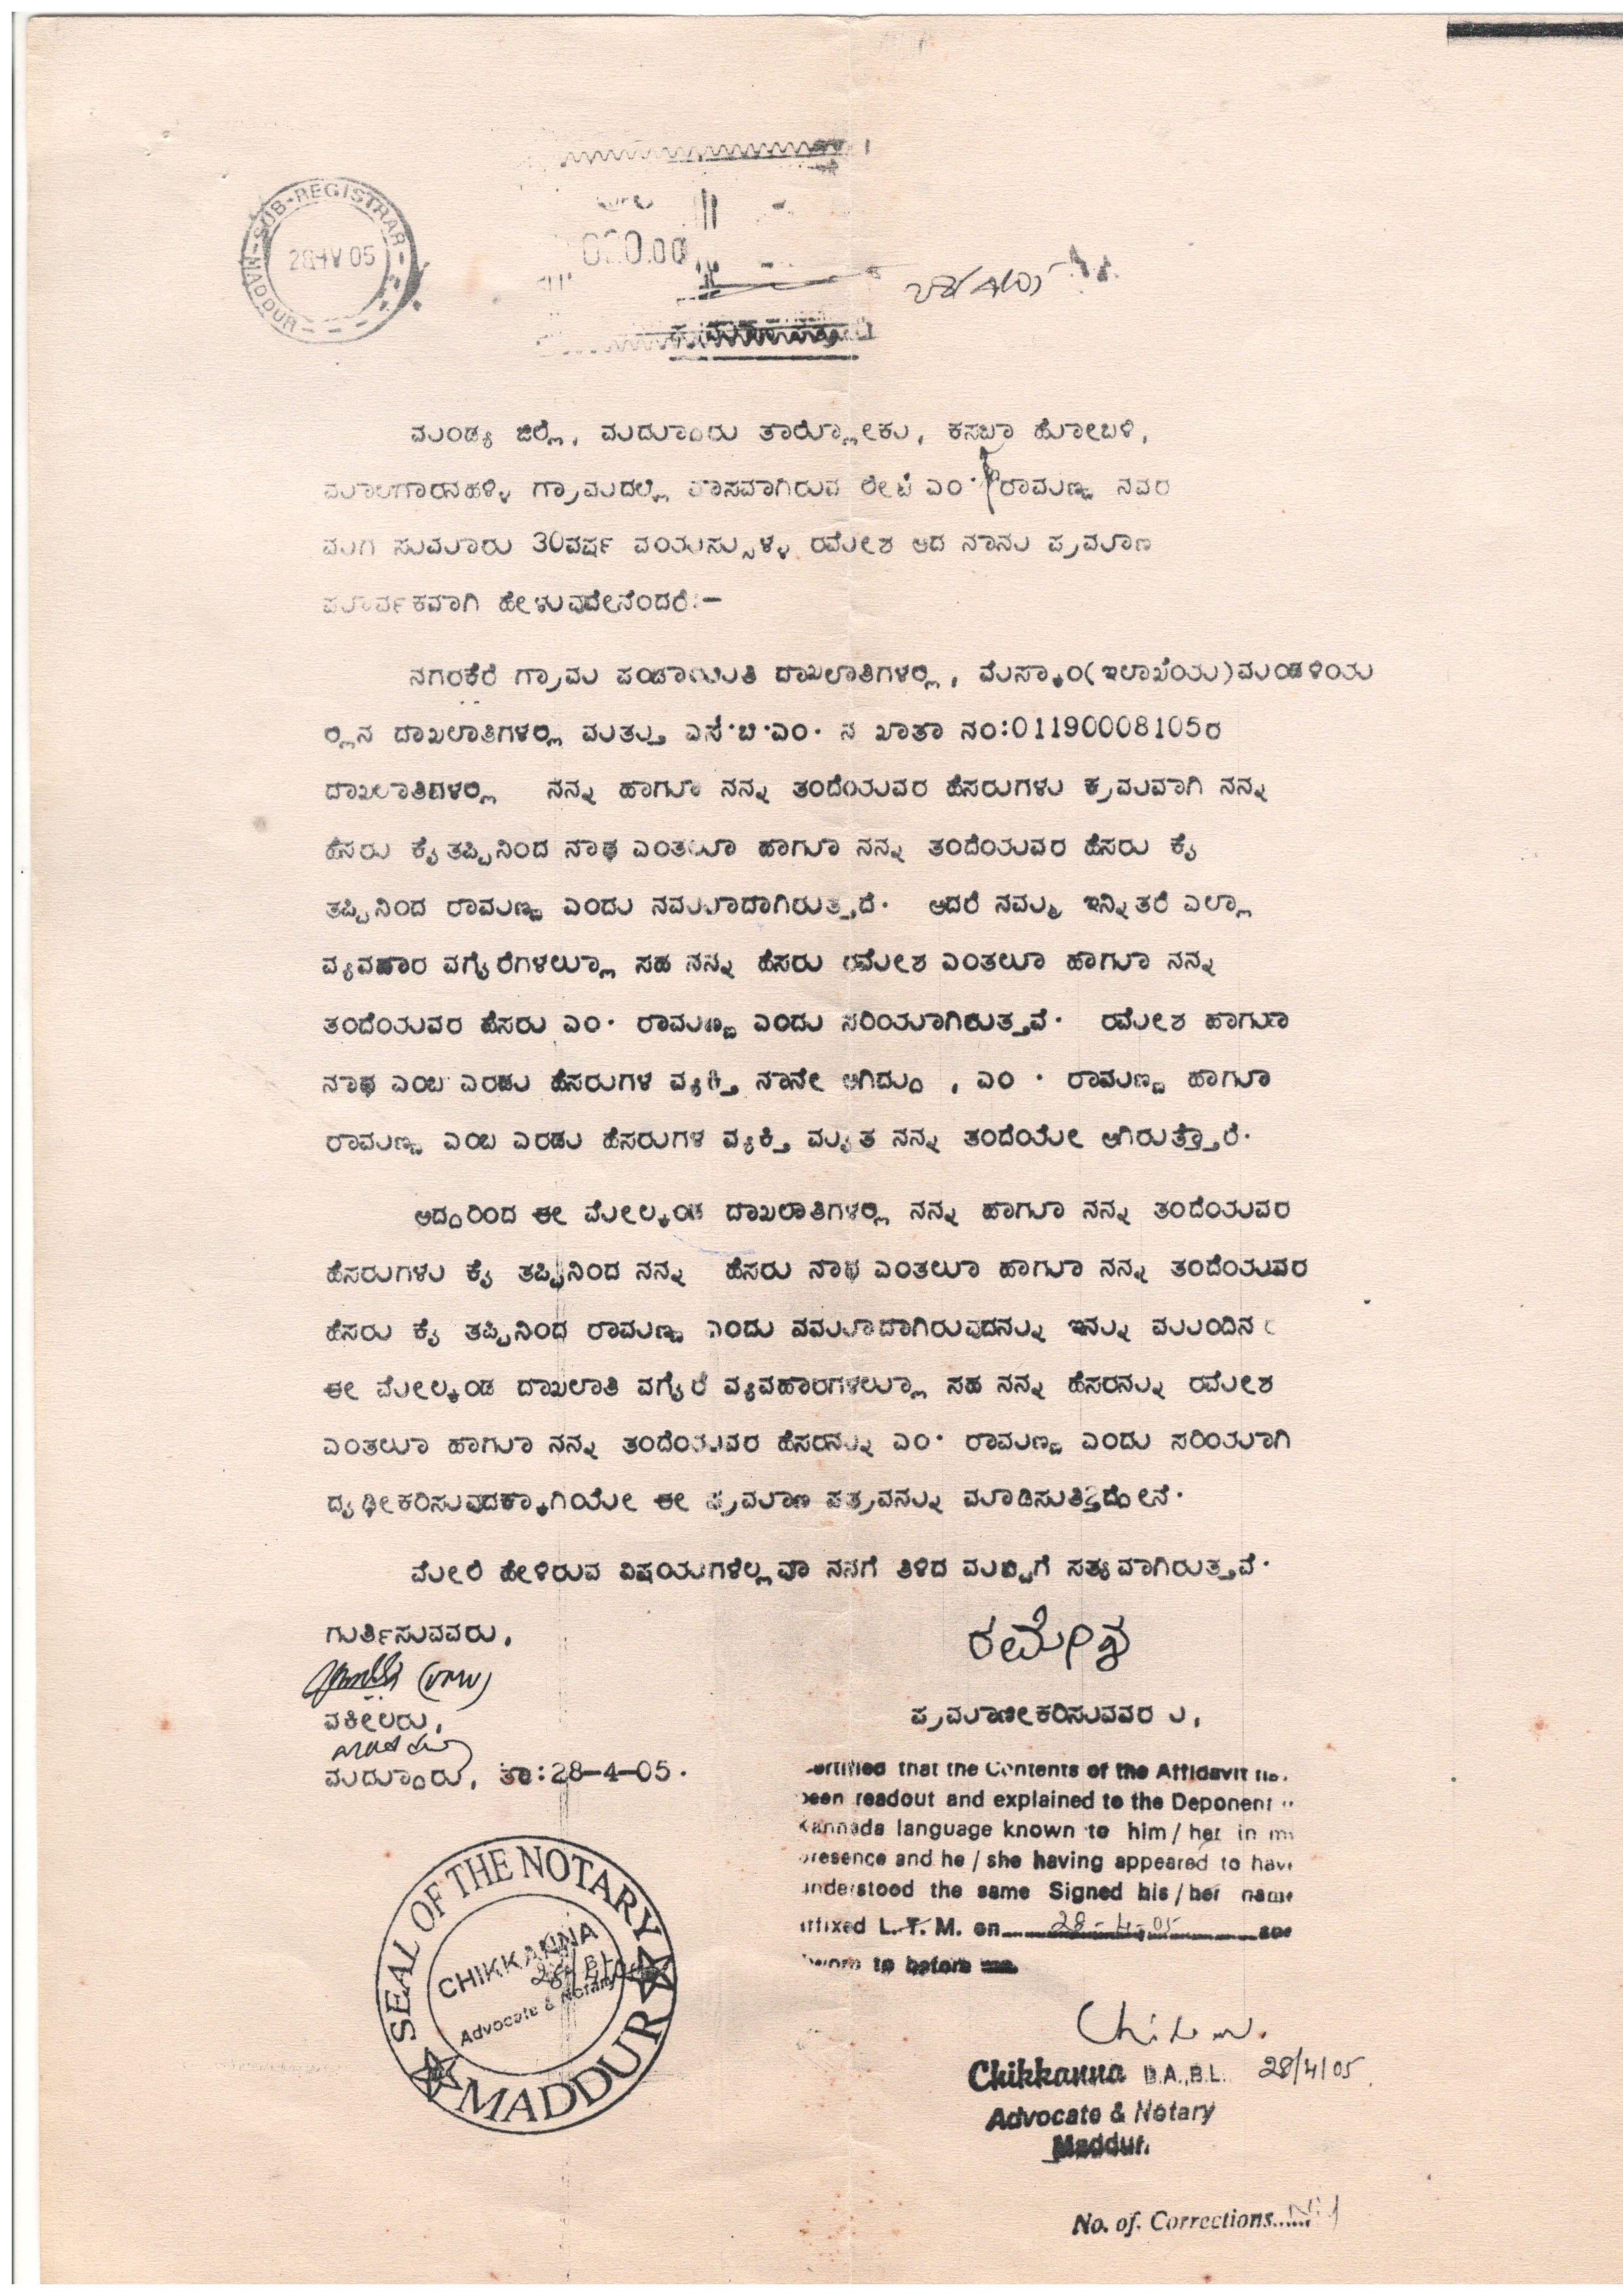 SUB-REGISTRAR
28 IV 05
MADDUR
28/4/05
ಮಂಡ್ಯ ಜಿಲ್ಲೆ, ಮದ್ದೂರು ತಾಲ್ಲೋಕು, ಕಸಬಾ ಹೋಬಳಿ,
ಮಾಲಗಾರನಹಳ್ಳಿ ಗ್ರಾಮದಲ್ಲಿ ವಾಸವಾಗಿರುವ ಲೇಟ್ ಎಂ. ರಾಮಣ್ಣ ನವರ
ಮಗ ಸುಮಾರು 30ವರ್ಷ ವಯಸ್ಸುಳ್ಳ ರಮೇಶ ಆದ ನಾನು ಪ್ರಮಾಣ
ಪೂರ್ವಕವಾಗಿ ಹೇಳುವುದೇನೆಂದರೆ:-
ನಗರಕೆರೆ ಗ್ರಾಮ ಪಂಚಾಯಿತಿ ದಾಖಲಾತಿಗಳಲ್ಲಿ, ಮೆಸ್ಕಾಂ(ಇಲಾಖೆಯ)ಮಂಡಳಿಯ
ಲ್ಲಿನ ದಾಖಲಾತಿಗಳಲ್ಲಿ ಮತ್ತು ಎಸ್.ಬಿ.ಎಂ. ನ ಖಾತಾ ನಂ:01190008105ರ
ದಾಖಲಾತಿಗಳಲ್ಲಿ ನನ್ನ ಹಾಗೂ ನನ್ನ ತಂದೆಯವರ ಹೆಸರುಗಳು ಕ್ರಮವಾಗಿ ನನ್ನ
ಹೆಸರು ಕೈತಪ್ಪಿನಿಂದ ನಾಥ ಎಂತಲೂ ಹಾಗೂ ನನ್ನ ತಂದೆಯವರ ಹೆಸರು ಕೈ
ತಪ್ಪಿನಿಂದ ರಾಮಣ್ಣ ಎಂದು ನಮೂದಾಗಿರುತ್ತದೆ. ಆದರೆ ನಮ್ಮ ಇನ್ನಿತರೆ ಎಲ್ಲಾ
ವ್ಯವಹಾರ ವಗೈರೆಗಳಲ್ಲೂ ಸಹ ನನ್ನ ಹೆಸರು ರಮೇಶ ಎಂತಲೂ ಹಾಗೂ ನನ್ನ
ತಂದೆಯವರ ಹೆಸರು ಎಂ. ರಾಮಣ್ಣ ಎಂದು ಸರಿಯಾಗಿರುತ್ತವೆ. ರಮೇಶ ಹಾಗೂ
ನಾಥ ಎಂಬ ಎರಡು ಹೆಸರುಗಳ ವ್ಯಕ್ತಿ ನಾನೇ ಆಗಿದ್ದು , ಎಂ . ರಾಮಣ್ಣ ಹಾಗೂ
ರಾಮಣ್ಣ ಎಂಬ ಎರಡು ಹೆಸರುಗಳ ವ್ಯಕ್ತಿ ಮೃತ ನನ್ನ ತಂದೆಯೇ ಆಗಿರುತ್ತಾರೆ.
ಆದ್ದರಿಂದ ಈ ಮೇಲ್ಕಂಡ ದಾಖಲಾತಿಗಳಲ್ಲಿ ನನ್ನ ಹಾಗೂ ನನ್ನ ತಂದೆಯವರ
ಹೆಸರುಗಳು ಕೈ ತಪ್ಪಿನಿಂದ ನನ್ನ ಹೆಸರು ನಾಥ ಎಂತಲೂ ಹಾಗೂ ನನ್ನ ತಂದೆಯವರ
ಹೆಸರು ಕೈ ತಪ್ಪಿನಿಂದ ರಾಮಣ್ಣ ಎಂದು ನಮೂದಾಗಿರುವುದನ್ನು ಇನ್ನು ಮುಂದಿನ
ಈ ಮೇಲ್ಕಂಡ ದಾಖಲಾತಿ ವಗೈರೆ ವ್ಯವಹಾರಗಳಲ್ಲೂ ಸಹ ನನ್ನ ಹೆಸರನ್ನು ರಮೇಶ
ಎಂತಲೂ ಹಾಗೂ ನನ್ನ ತಂದೆಯವರ ಹೆಸರನ್ನು ಎಂ. ರಾಮಣ್ಣ ಎಂದು ಸರಿಯಾಗಿ
ದೃಢೀಕರಿಸುವುದಕ್ಕಾಗಿಯೇ ಈ ಪ್ರಮಾಣ ಪತ್ರವನ್ನು ಮಾಡಿಸುತ್ತಿದ್ದೇನೆ.
ಮೇಲೆ ಹೇಳಿರುವ ವಿಷಯಗಳೆಲ್ಲವೂ ನನಗೆ ತಿಳಿದ ಮಟ್ಟಿಗೆ ಸತ್ಯವಾಗಿರುತ್ತವೆ.
ಗುರ್ತಿಸುವವರು,
ರಮೇಶ
ವಕೀಲರು,
ಪ್ರಮಾಣೀಕರಿಸುವವರು,
ಮದ್ದೂರು, ತಾ:28-4-05.
ertified that the Contents of the Affidavit ha
been readout and explained to the Deponent
Kannada language known to him / her in m
presence and he / she having appeared to have
understood the same Signed his / her name
affixed L.T.M. on 28-4-05 and
Sworn to before me.
SEAL OF THE NOTARY
CHIKKANNA
Advocate & Notary
MADDUR
Chikkanna B.A.,B.L. 28/4/05
Advocate & Notary
Maddur.
No. of. Corrections...... Nil